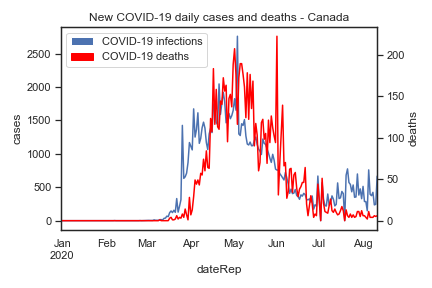 New COVID-19 daily cases and deaths - Canada
COVID-19 infections
COVID-19 deaths
2500
2000
1500
1000
500
0
cases
200
150
100
50
0
deaths
Jan Feb Mar Apr May Jun Jul Aug
2020
dateRep